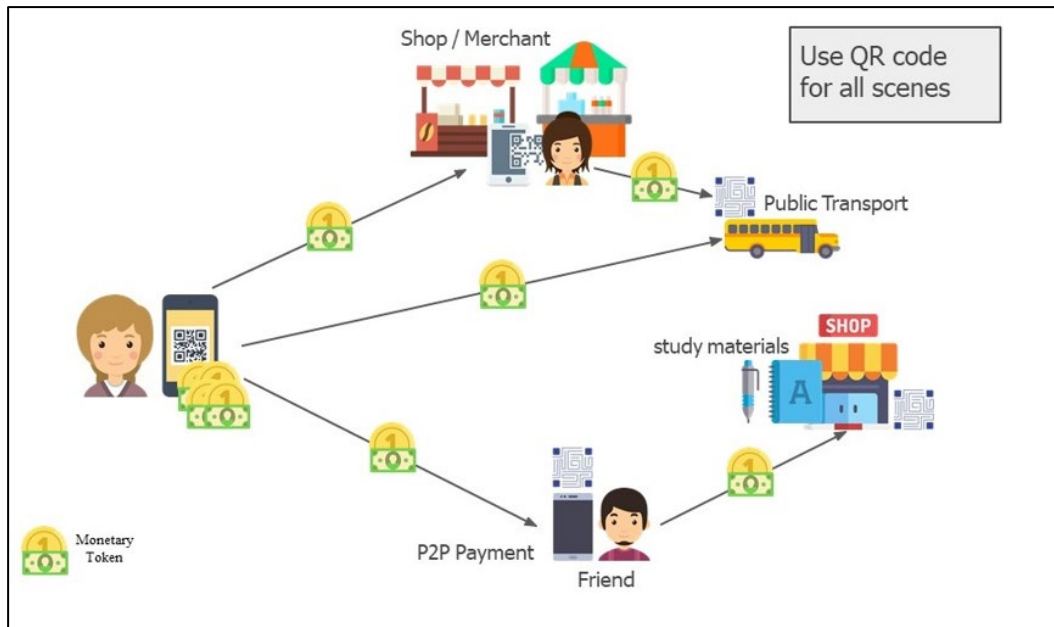 Shop / Merchant
Use QR code
for all scenes
Public Transport
SHOP
study materials
A
P2P Payment
Friend
Monetary
Token